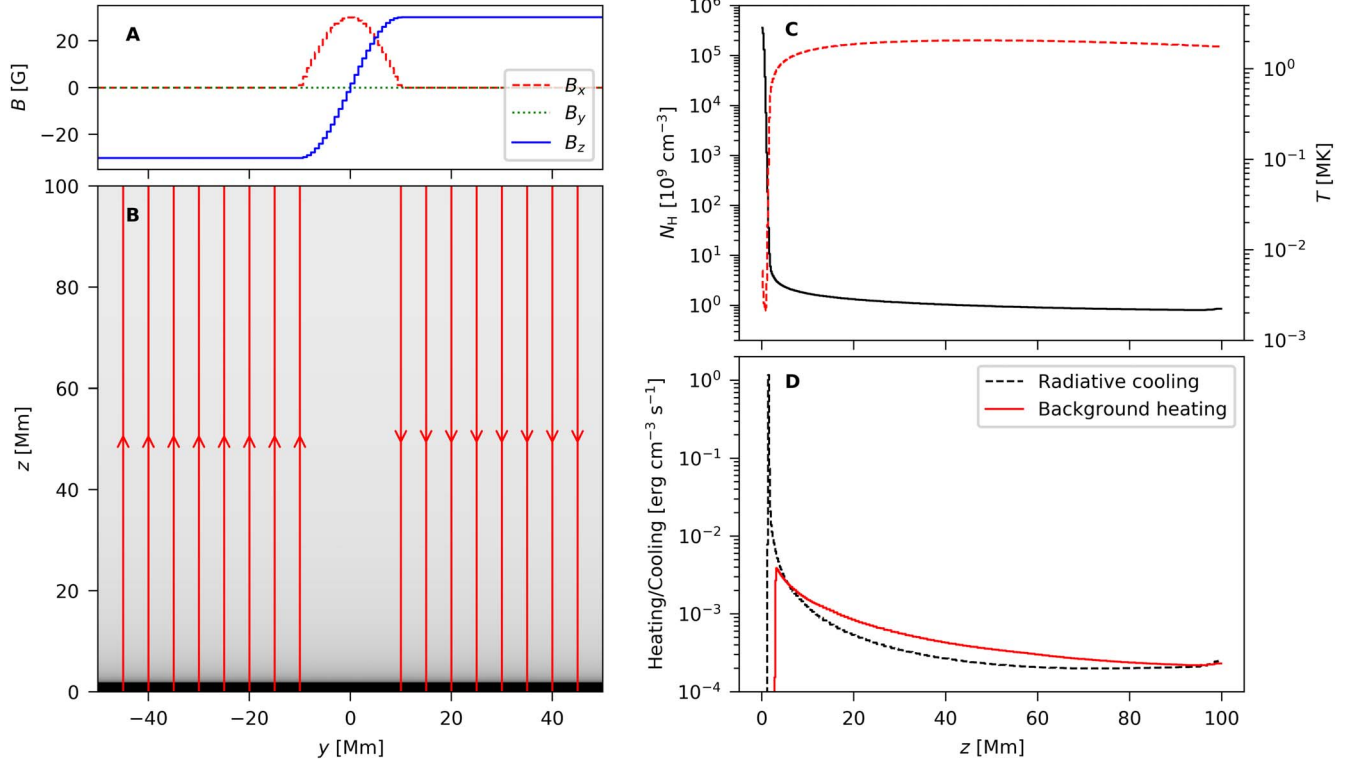 A
B [G]
20
0
−20
B_x
B_y
B_z
B
z [Mm]
100
80
60
40
20
0
−40
−20
0
20
40
y [Mm]
C
N_H [10^9 cm^−3]
10^6
10^5
10^4
10^3
10^2
10^1
10^0
T [MK]
10^0
10^−1
10^−2
10^−3
D
Radiative cooling
Background heating
Heating/Cooling [erg cm^−3 s^−1]
10^0
10^−1
10^−2
10^−3
10^−4
0
20
40
60
80
100
z [Mm]